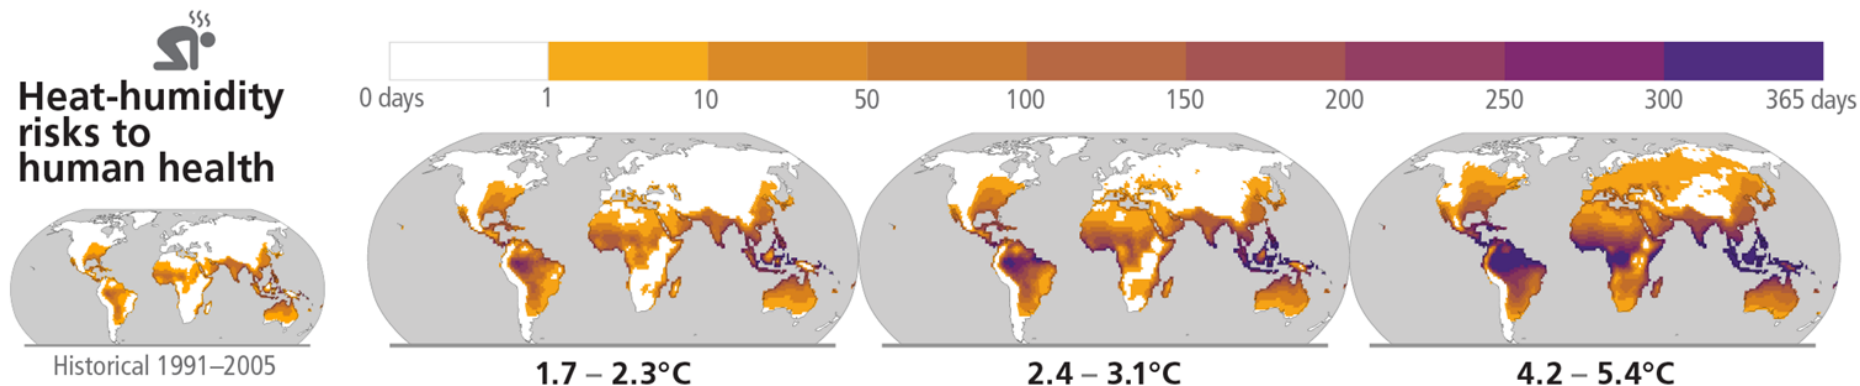 Heat-humidity
risks to
human health
0 days 1 10 50 100 150 200 250 300 365 days
Historical 1991–2005
1.7 – 2.3°C
2.4 – 3.1°C
4.2 – 5.4°C